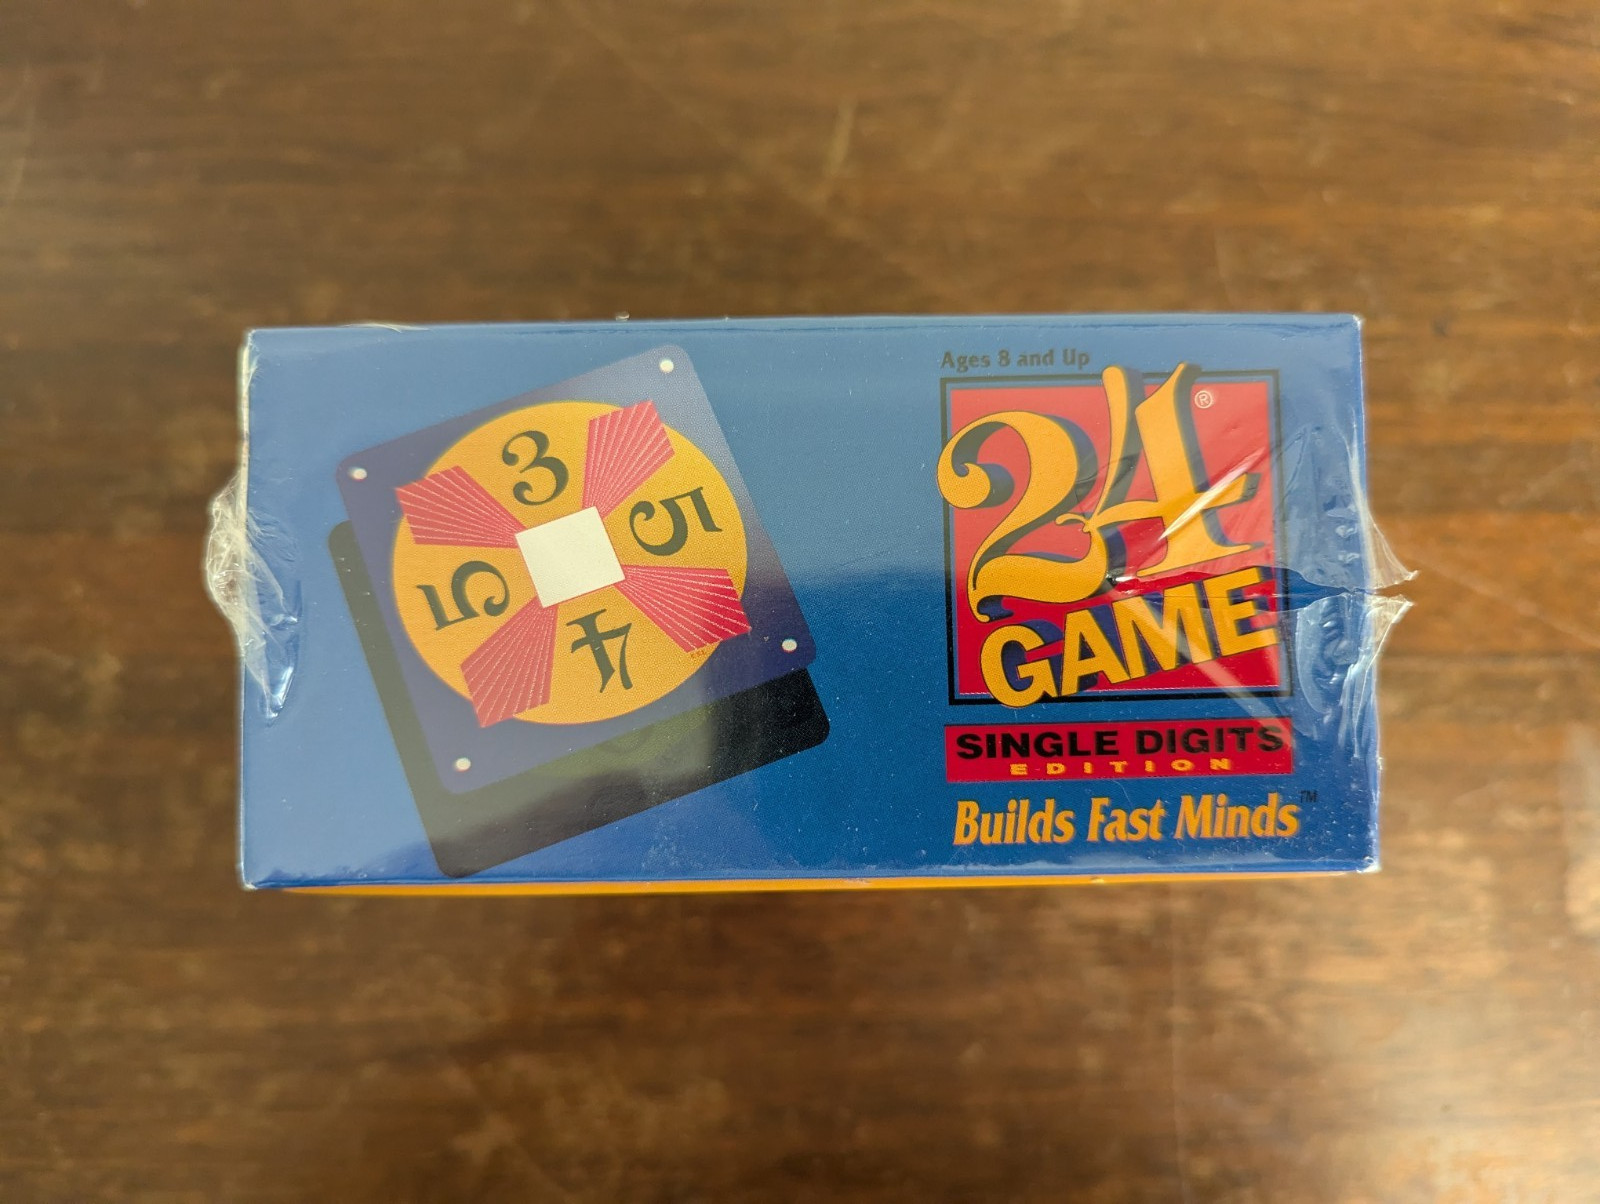 Ages 8 and Up
24®
GAME
SINGLE DIGITS
EDITION
Builds Fast Minds™
3
5
5
4